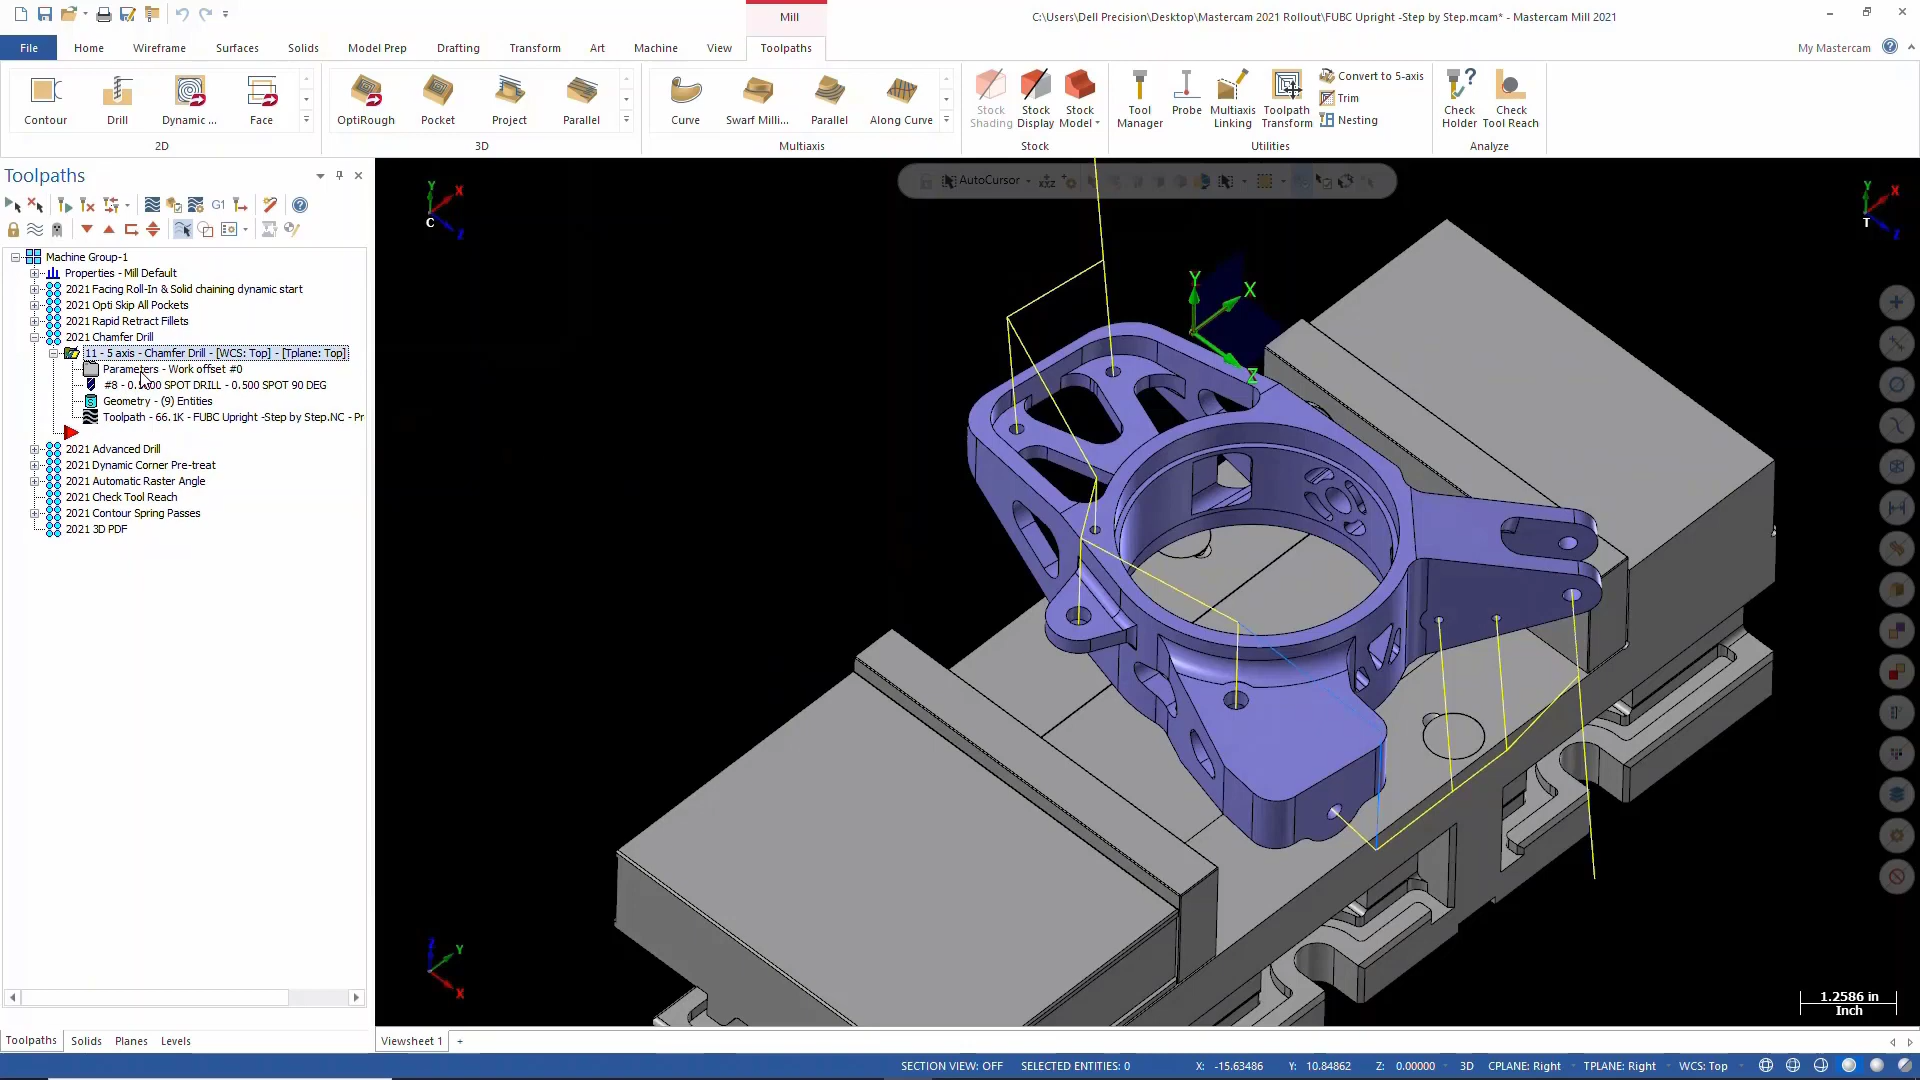 Mill
C:\Users\Dell Precision\Desktop\Mastercam 2021 Rollout\FUBC Upright -Step by Step.mcam* - Mastercam Mill 2021
File
Home
Wireframe
Surfaces
Solids
Model Prep
Drafting
Transform
Art
Machine
View
Toolpaths
My Mastercam
Contour
Drill
Dynamic ...
Face
2D
OptiRough
Pocket
Project
Parallel
3D
Curve
Swarf Milli...
Parallel
Along Curve
Multiaxis
Stock Shading
Stock Display
Stock Model
Stock
Tool Manager
Probe
Multiaxis Linking
Toolpath Transform
Convert to 5-axis
Trim
Nesting
Utilities
Check Holder
Check Tool Reach
Analyze
Toolpaths
G1
AutoCursor
xyz
Machine Group-1
Properties - Mill Default
2021 Facing Roll-In & Solid chaining dynamic start
2021 Opti Skip All Pockets
2021 Rapid Retract Fillets
2021 Chamfer Drill
11 - 5 axis - Chamfer Drill - [WCS: Top] - [Tplane: Top]
Parameters - Work offset #0
#8 - 0.500 SPOT DRILL - 0.500 SPOT 90 DEG
Geometry - (9) Entities
Toolpath - 66.1K - FUBC Upright -Step by Step.NC - Pr
2021 Advanced Drill
2021 Dynamic Corner Pre-treat
2021 Automatic Raster Angle
2021 Check Tool Reach
2021 Contour Spring Passes
2021 3D PDF
Y
X
Z
C
Y
X
Z
T
Y
X
Z
Z
Y
X
1.2586 in
Inch
Toolpaths
Solids
Planes
Levels
Viewsheet 1
+
SECTION VIEW: OFF
SELECTED ENTITIES: 0
X: -15.63486
Y: 10.84862
Z: 0.00000
3D
CPLANE: Right
TPLANE: Right
WCS: Top